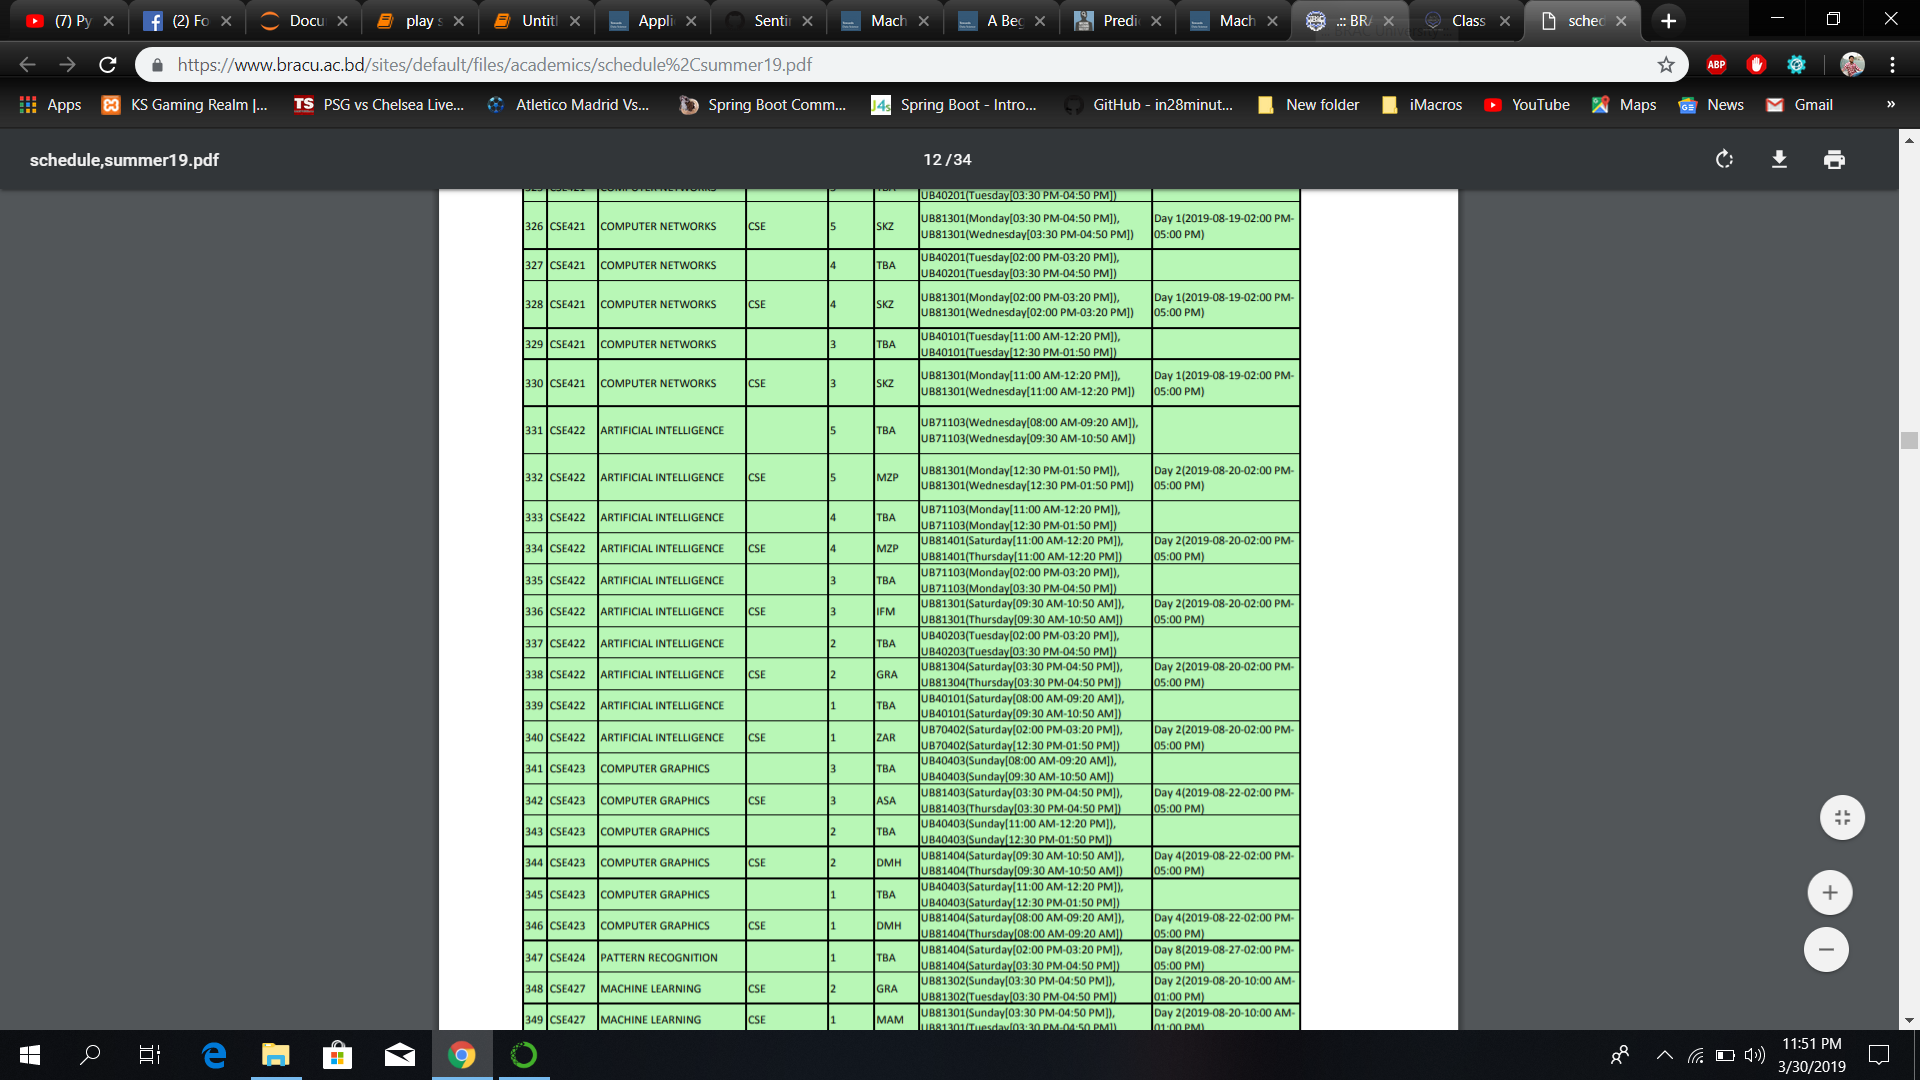 (7) Py
(2) Fo
Docu
play s
Untitl
Appli
Sentir
Mach
A Beg
Predi
Mach
.:: BRA
Class
sched
https://www.bracu.ac.bd/sites/default/files/academics/schedule%2Csummer19.pdf
ABP
Apps
KS Gaming Realm |...
TS PSG vs Chelsea Live...
Atletico Madrid Vs...
Spring Boot Comm...
J4s Spring Boot - Intro...
GitHub - in28minut...
New folder
iMacros
YouTube
Maps
News
Gmail
»
schedule,summer19.pdf
12 / 34
UB40201(Tuesday[03:30 PM-04:50 PM])
326 CSE421 COMPUTER NETWORKS CSE 5 SKZ UB81301(Monday[03:30 PM-04:50 PM]), Day 1(2019-08-19-02:00 PM-
UB81301(Wednesday[03:30 PM-04:50 PM]) 05:00 PM)
327 CSE421 COMPUTER NETWORKS 4 TBA UB40201(Tuesday[02:00 PM-03:20 PM]),
UB40201(Tuesday[03:30 PM-04:50 PM])
328 CSE421 COMPUTER NETWORKS CSE 4 SKZ UB81301(Monday[02:00 PM-03:20 PM]), Day 1(2019-08-19-02:00 PM-
UB81301(Wednesday[02:00 PM-03:20 PM]) 05:00 PM)
329 CSE421 COMPUTER NETWORKS 3 TBA UB40101(Tuesday[11:00 AM-12:20 PM]),
UB40101(Tuesday[12:30 PM-01:50 PM])
330 CSE421 COMPUTER NETWORKS CSE 3 SKZ UB81301(Monday[11:00 AM-12:20 PM]), Day 1(2019-08-19-02:00 PM-
UB81301(Wednesday[11:00 AM-12:20 PM]) 05:00 PM)
331 CSE422 ARTIFICIAL INTELLIGENCE 5 TBA UB71103(Wednesday[08:00 AM-09:20 AM]),
UB71103(Wednesday[09:30 AM-10:50 AM])
332 CSE422 ARTIFICIAL INTELLIGENCE CSE 5 MZP UB81301(Monday[12:30 PM-01:50 PM]), Day 2(2019-08-20-02:00 PM-
UB81301(Wednesday[12:30 PM-01:50 PM]) 05:00 PM)
333 CSE422 ARTIFICIAL INTELLIGENCE 4 TBA UB71103(Monday[11:00 AM-12:20 PM]),
UB71103(Monday[12:30 PM-01:50 PM])
334 CSE422 ARTIFICIAL INTELLIGENCE CSE 4 MZP UB81401(Saturday[11:00 AM-12:20 PM]), Day 2(2019-08-20-02:00 PM-
UB81401(Thursday[11:00 AM-12:20 PM]) 05:00 PM)
335 CSE422 ARTIFICIAL INTELLIGENCE 3 TBA UB71103(Monday[02:00 PM-03:20 PM]),
UB71103(Monday[03:30 PM-04:50 PM])
336 CSE422 ARTIFICIAL INTELLIGENCE CSE 3 IFM UB81301(Saturday[09:30 AM-10:50 AM]), Day 2(2019-08-20-02:00 PM-
UB81301(Thursday[09:30 AM-10:50 AM]) 05:00 PM)
337 CSE422 ARTIFICIAL INTELLIGENCE 2 TBA UB40203(Tuesday[02:00 PM-03:20 PM]),
UB40203(Tuesday[03:30 PM-04:50 PM])
338 CSE422 ARTIFICIAL INTELLIGENCE CSE 2 GRA UB81304(Saturday[03:30 PM-04:50 PM]), Day 2(2019-08-20-02:00 PM-
UB81304(Thursday[03:30 PM-04:50 PM]) 05:00 PM)
339 CSE422 ARTIFICIAL INTELLIGENCE 1 TBA UB40101(Saturday[08:00 AM-09:20 AM]),
UB40101(Saturday[09:30 AM-10:50 AM])
340 CSE422 ARTIFICIAL INTELLIGENCE CSE 1 ZAR UB70402(Saturday[02:00 PM-03:20 PM]), Day 2(2019-08-20-02:00 PM-
UB70402(Saturday[12:30 PM-01:50 PM]) 05:00 PM)
341 CSE423 COMPUTER GRAPHICS 3 TBA UB40403(Sunday[08:00 AM-09:20 AM]),
UB40403(Sunday[09:30 AM-10:50 AM])
342 CSE423 COMPUTER GRAPHICS CSE 3 ASA UB81403(Saturday[03:30 PM-04:50 PM]), Day 4(2019-08-22-02:00 PM-
UB81403(Thursday[03:30 PM-04:50 PM]) 05:00 PM)
343 CSE423 COMPUTER GRAPHICS 2 TBA UB40403(Sunday[11:00 AM-12:20 PM]),
UB40403(Sunday[12:30 PM-01:50 PM])
344 CSE423 COMPUTER GRAPHICS CSE 2 DMH UB81404(Saturday[09:30 AM-10:50 AM]), Day 4(2019-08-22-02:00 PM-
UB81404(Thursday[09:30 AM-10:50 AM]) 05:00 PM)
345 CSE423 COMPUTER GRAPHICS 1 TBA UB40403(Saturday[11:00 AM-12:20 PM]),
UB40403(Saturday[12:30 PM-01:50 PM])
346 CSE423 COMPUTER GRAPHICS CSE 1 DMH UB81404(Saturday[08:00 AM-09:20 AM]), Day 4(2019-08-22-02:00 PM-
UB81404(Thursday[08:00 AM-09:20 AM]) 05:00 PM)
347 CSE424 PATTERN RECOGNITION 1 TBA UB81404(Saturday[02:00 PM-03:20 PM]), Day 8(2019-08-27-02:00 PM-
UB81404(Saturday[03:30 PM-04:50 PM]) 05:00 PM)
348 CSE427 MACHINE LEARNING CSE 2 GRA UB81302(Sunday[03:30 PM-04:50 PM]), Day 2(2019-08-20-10:00 AM-
UB81302(Tuesday[03:30 PM-04:50 PM]) 01:00 PM)
349 CSE427 MACHINE LEARNING CSE 1 MAM UB81301(Sunday[03:30 PM-04:50 PM]), Day 2(2019-08-20-10:00 AM-
UB81301(Tuesday[03:30 PM-04:50 PM]) 01:00 PM)
11:51 PM
3/30/2019